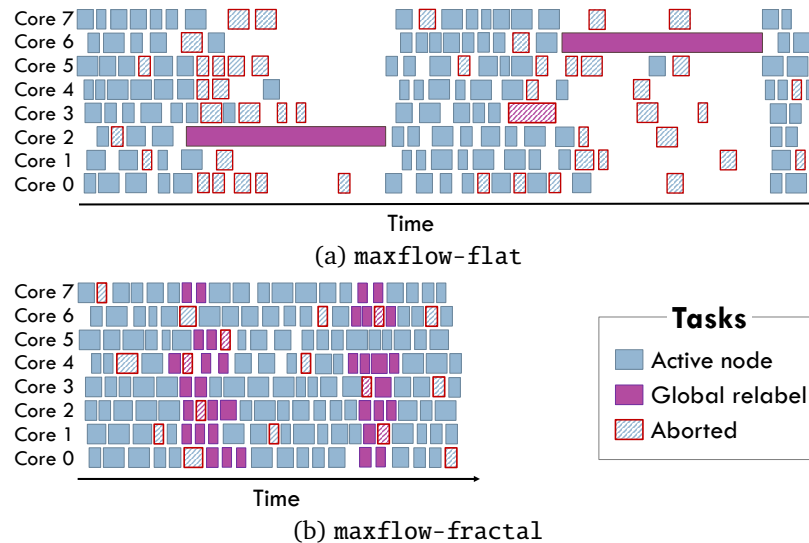 Core 7
Core 6
Core 5
Core 4
Core 3
Core 2
Core 1
Core 0
Time
(a) maxflow-flat
Core 7
Core 6
Core 5
Core 4
Core 3
Core 2
Core 1
Core 0
Time
(b) maxflow-fractal
Tasks
Active node
Global relabel
Aborted